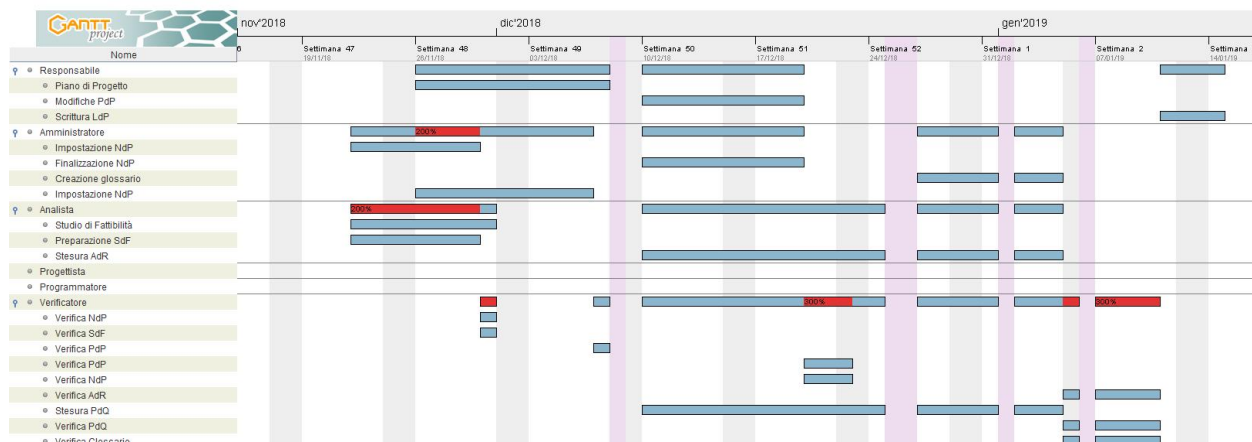 GANTT project
nov'2018 dic'2018 gen'2019
6 Settimana 47 Settimana 48 Settimana 49 Settimana 50 Settimana 51 Settimana 52 Settimana 1 Settimana 2 Settimana
Nome 19/11/18 26/11/18 03/12/18 10/12/18 17/12/18 24/12/18 31/12/18 07/01/19 14/01/19
Responsabile
Piano di Progetto
Modifiche PdP
Scrittura LdP
Amministratore 200%
Impostazione NdP
Finalizzazione NdP
Creazione glossario
Impostazione NdP
Analista 200%
Studio di Fattibilità
Preparazione SdF
Stesura AdR
Progettista
Programmatore
Verificatore 300% 300%
Verifica NdP
Verifica SdF
Verifica PdP
Verifica PdP
Verifica NdP
Verifica AdR
Stesura PdQ
Verifica PdQ
Verifica Glossario